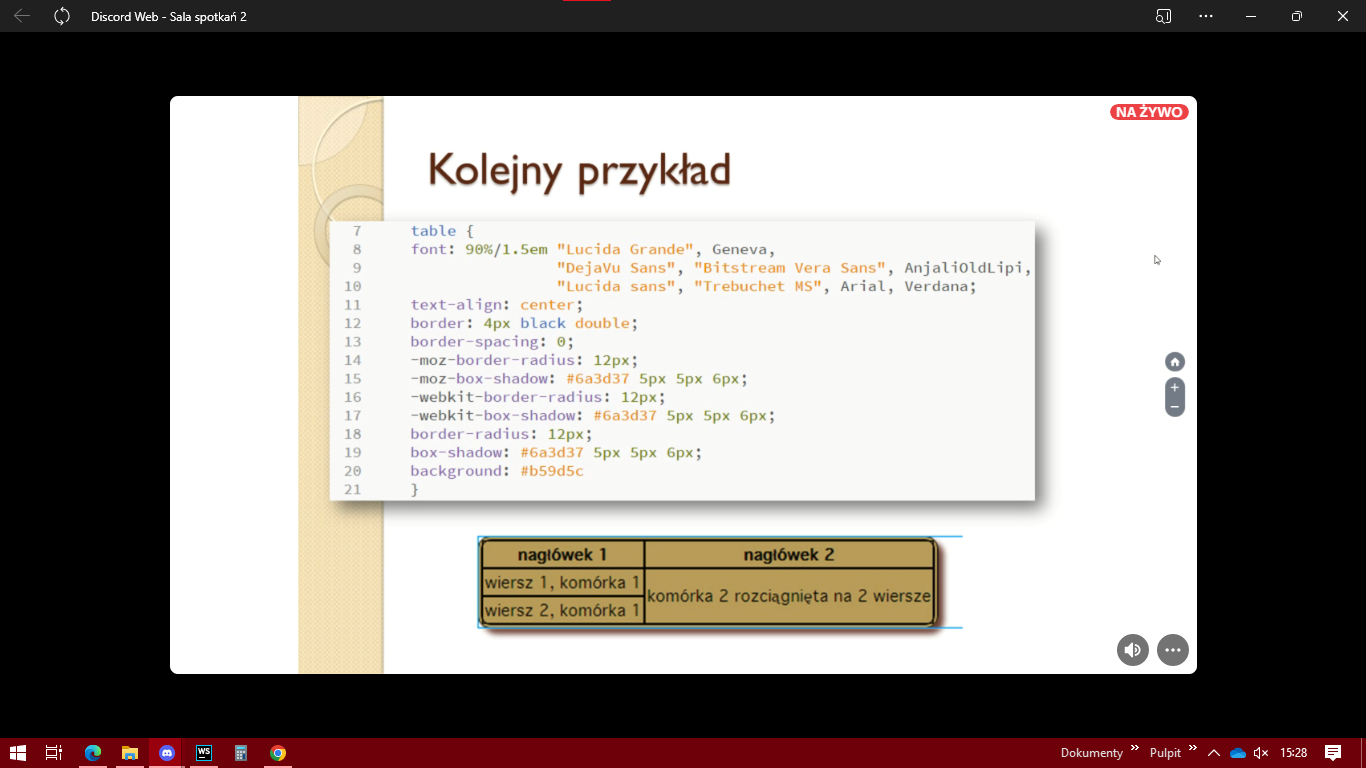 Discord Web - Sala spotkań 2
NA ŻYWO
Kolejny przykład
7 table {
8 font: 90%/1.5em "Lucida Grande", Geneva,
9 "DejaVu Sans", "Bitstream Vera Sans", AnjaliOldLipi,
10 "Lucida sans", "Trebuchet MS", Arial, Verdana;
11 text-align: center;
12 border: 4px black double;
13 border-spacing: 0;
14 -moz-border-radius: 12px;
15 -moz-box-shadow: #6a3d37 5px 5px 6px;
16 -webkit-border-radius: 12px;
17 -webkit-box-shadow: #6a3d37 5px 5px 6px;
18 border-radius: 12px;
19 box-shadow: #6a3d37 5px 5px 6px;
20 background: #b59d5c
21 }
nagłówek 1 nagłówek 2
wiersz 1, komórka 1 komórka 2 rozciągnięta na 2 wiersze
wiersz 2, komórka 1
WS
Dokumenty » Pulpit » 15:28